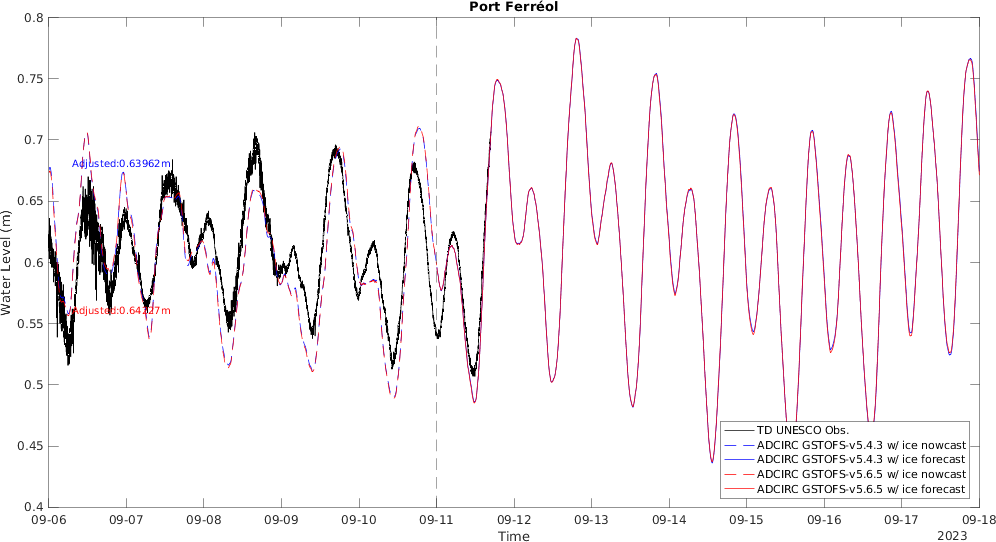 Port Ferréol
0.8
0.75
0.7
0.65
0.6
0.55
0.5
0.45
0.4
Water Level (m)
Adjusted:0.63962m
Adjusted:0.64227m
TD UNESCO Obs.
ADCIRC GSTOFS-v5.4.3 w/ ice nowcast
ADCIRC GSTOFS-v5.4.3 w/ ice forecast
ADCIRC GSTOFS-v5.6.5 w/ ice nowcast
ADCIRC GSTOFS-v5.6.5 w/ ice forecast
09-06 09-07 09-08 09-09 09-10 09-11 09-12 09-13 09-14 09-15 09-16 09-17 09-18
Time
2023